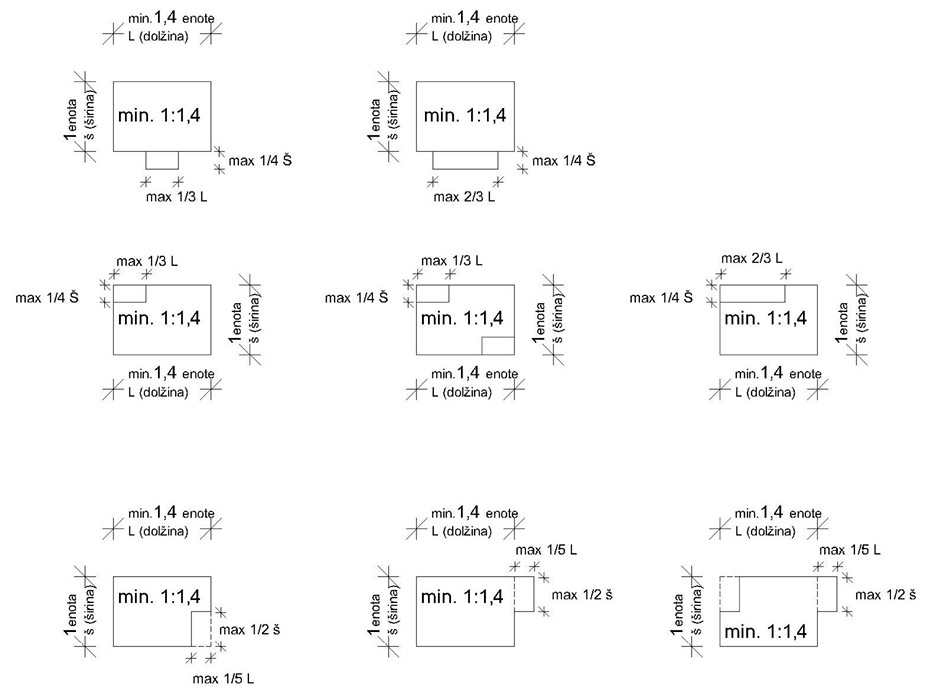 min.1,4 enote
L (dolžina)
1enota
š (širina)
min. 1:1,4
max 1/4 Š
max 1/3 L
min.1,4 enote
L (dolžina)
1enota
š (širina)
min. 1:1,4
max 1/4 Š
max 2/3 L
max 1/3 L
max 1/4 Š
min. 1:1,4
1enota
š (širina)
min.1,4 enote
L (dolžina)
max 1/3 L
max 1/4 Š
min. 1:1,4
1enota
š (širina)
min.1,4 enote
L (dolžina)
max 2/3 L
max 1/4 Š
min. 1:1,4
1enota
š (širina)
min.1,4 enote
L (dolžina)
min.1,4 enote
L (dolžina)
1enota
š (širina)
min. 1:1,4
max 1/2 š
max 1/5 L
min.1,4 enote
L (dolžina)
max 1/5 L
1enota
š (širina)
min. 1:1,4
max 1/2 š
min.1,4 enote
L (dolžina)
max 1/5 L
1enota
š (širina)
max 1/2 š
min. 1:1,4